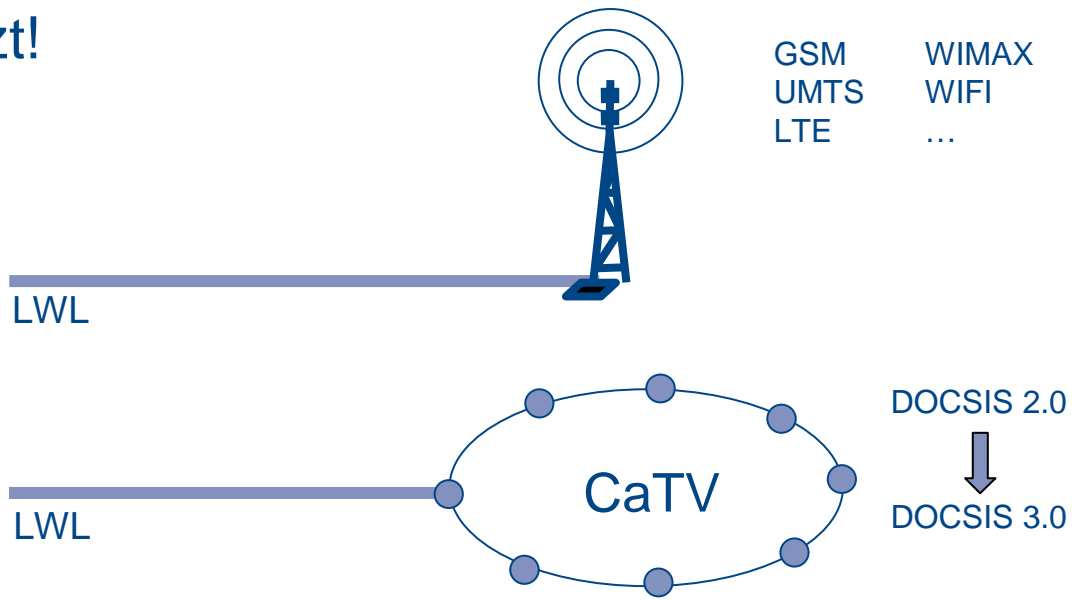 zt!
GSM WIMAX
UMTS WIFI
LTE …
LWL
DOCSIS 2.0
CaTV
DOCSIS 3.0
LWL